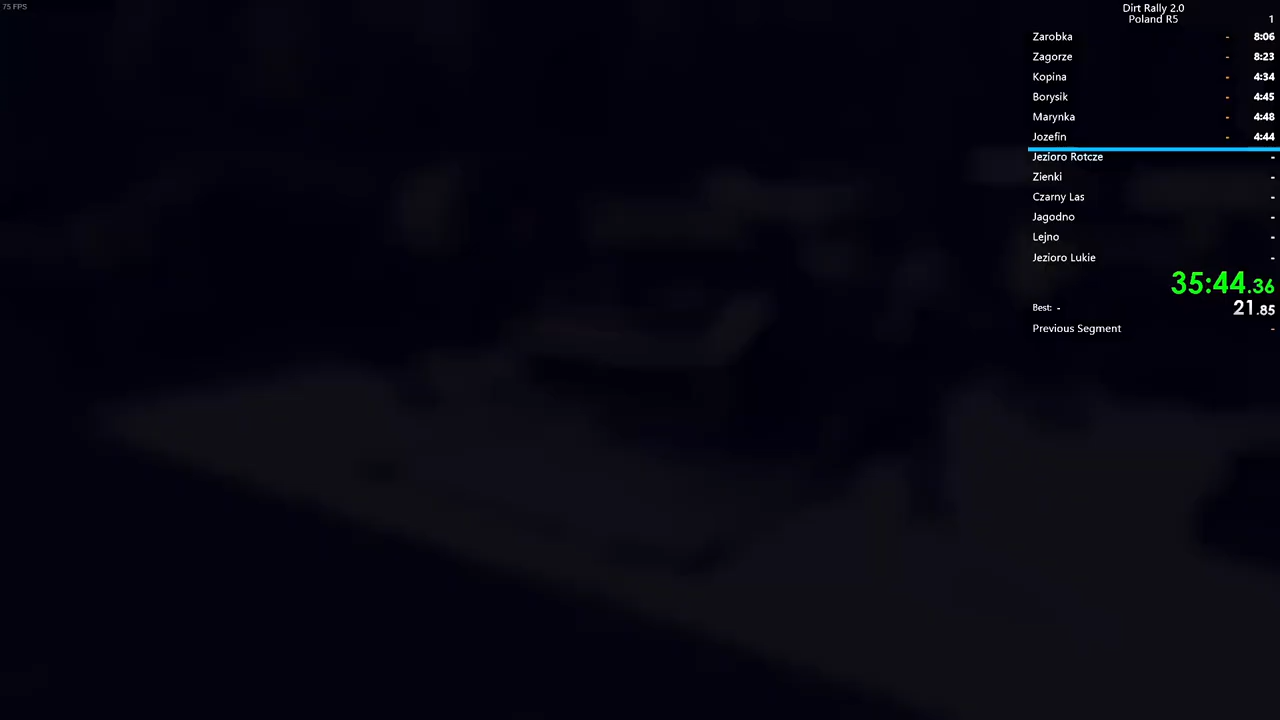 75 FPS
Dirt Rally 2.0
Poland R5 1
Zarobka - 8:06
Zagorze - 8:23
Kopina - 4:34
Borysik - 4:45
Marynka - 4:48
Jozefin - 4:44
Jezioro Rotcze -
Zienki -
Czarny Las -
Jagodno -
Lejno -
Jezioro Lukie -
35:44.36
Best: - 21.85
Previous Segment -